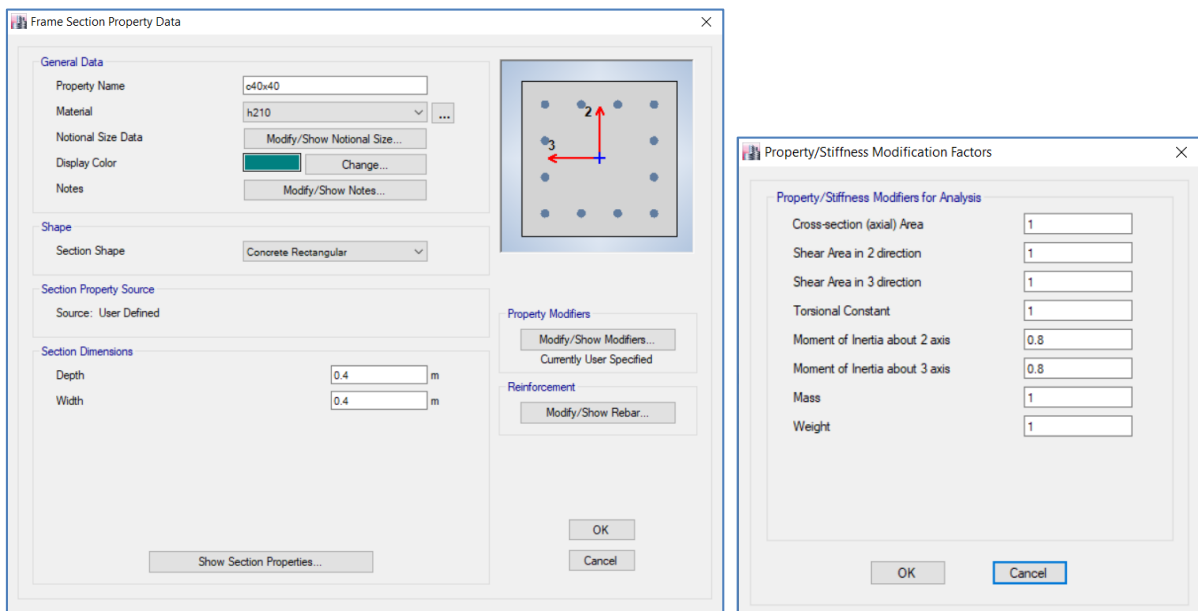 Frame Section Property Data
General Data
Property Name c40x40
Material h210 ...
Notional Size Data Modify/Show Notional Size...
Display Color Change...
Notes Modify/Show Notes...
2
3
Shape
Section Shape Concrete Rectangular
Section Property Source
Source: User Defined
Property Modifiers
Modify/Show Modifiers...
Currently User Specified
Section Dimensions
Depth 0.4 m
Width 0.4 m
Reinforcement
Modify/Show Rebar...
OK
Cancel
Show Section Properties...
Property/Stiffness Modification Factors
Property/Stiffness Modifiers for Analysis
Cross-section (axial) Area 1
Shear Area in 2 direction 1
Shear Area in 3 direction 1
Torsional Constant 1
Moment of Inertia about 2 axis 0.8
Moment of Inertia about 3 axis 0.8
Mass 1
Weight 1
OK Cancel